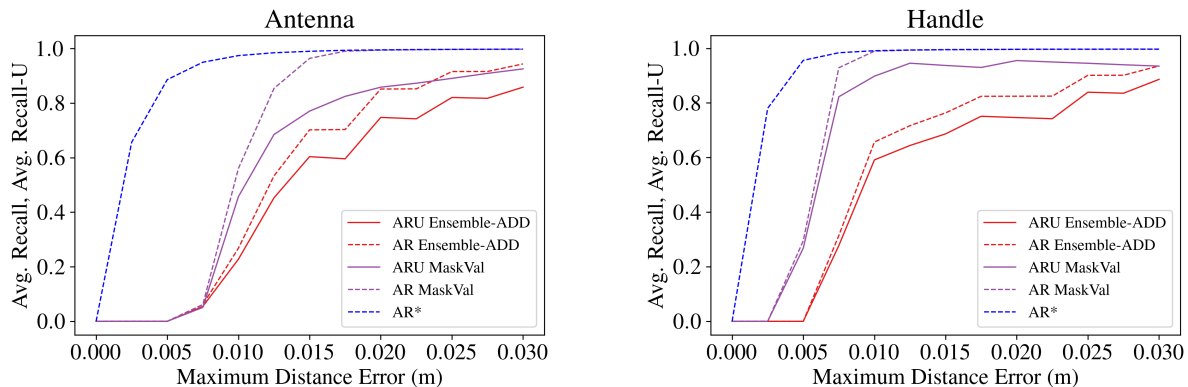 Antenna
Avg. Recall, Avg. Recall-U
1.0
0.8
0.6
0.4
0.2
0.0
ARU Ensemble-ADD
AR Ensemble-ADD
ARU MaskVal
AR MaskVal
AR*
0.000 0.005 0.010 0.015 0.020 0.025 0.030
Maximum Distance Error (m)
Handle
Avg. Recall, Avg. Recall-U
1.0
0.8
0.6
0.4
0.2
0.0
ARU Ensemble-ADD
AR Ensemble-ADD
ARU MaskVal
AR MaskVal
AR*
0.000 0.005 0.010 0.015 0.020 0.025 0.030
Maximum Distance Error (m)